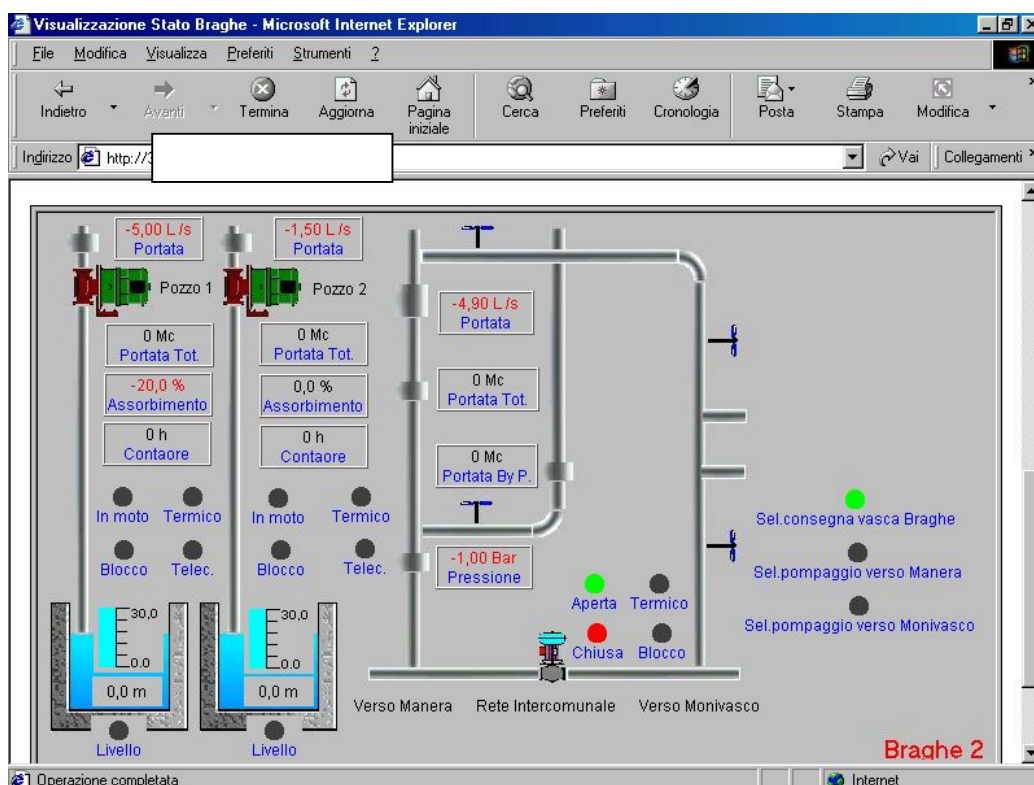 Visualizzazione Stato Braghe - Microsoft Internet Explorer
File Modifica Visualizza Preferiti Strumenti ?
Indietro Avanti Termina Aggiorna Pagina iniziale Cerca Preferiti Cronologia Posta Stampa Modifica
Indirizzo http://3 Vai Collegamenti
-5,00 L/s
Portata
-1,50 L/s
Portata
Pozzo 1
Pozzo 2
-4,90 L/s
Portata
0 Mc
Portata Tot.
0 Mc
Portata Tot.
-20,0 %
Assorbimento
0,0 %
Assorbimento
0 Mc
Portata Tot.
0 h
Contaore
0 h
Contaore
0 Mc
Portata By P.
In moto Termico
In moto Termico
Sel.consegna vasca Braghe
Blocco Telec.
Blocco Telec.
-1,00 Bar
Pressione
Sel.pompaggio verso Manera
Aperta Termico
Sel.pompaggio verso Monivasco
Chiusa Blocco
30,0
0.0
0,0 m
30,0
0.0
0,0 m
Verso Manera Rete Intercomunale Verso Monivasco
Livello
Livello
Braghe 2
Operazione completata Internet